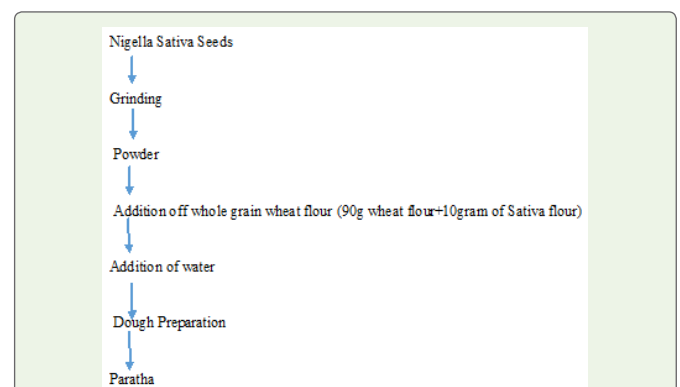 Nigella Sativa Seeds
Grinding
Powder
Addition off whole grain wheat flour (90g wheat flour+10gram of Sativa flour)
Addition of water
Dough Preparation
Paratha